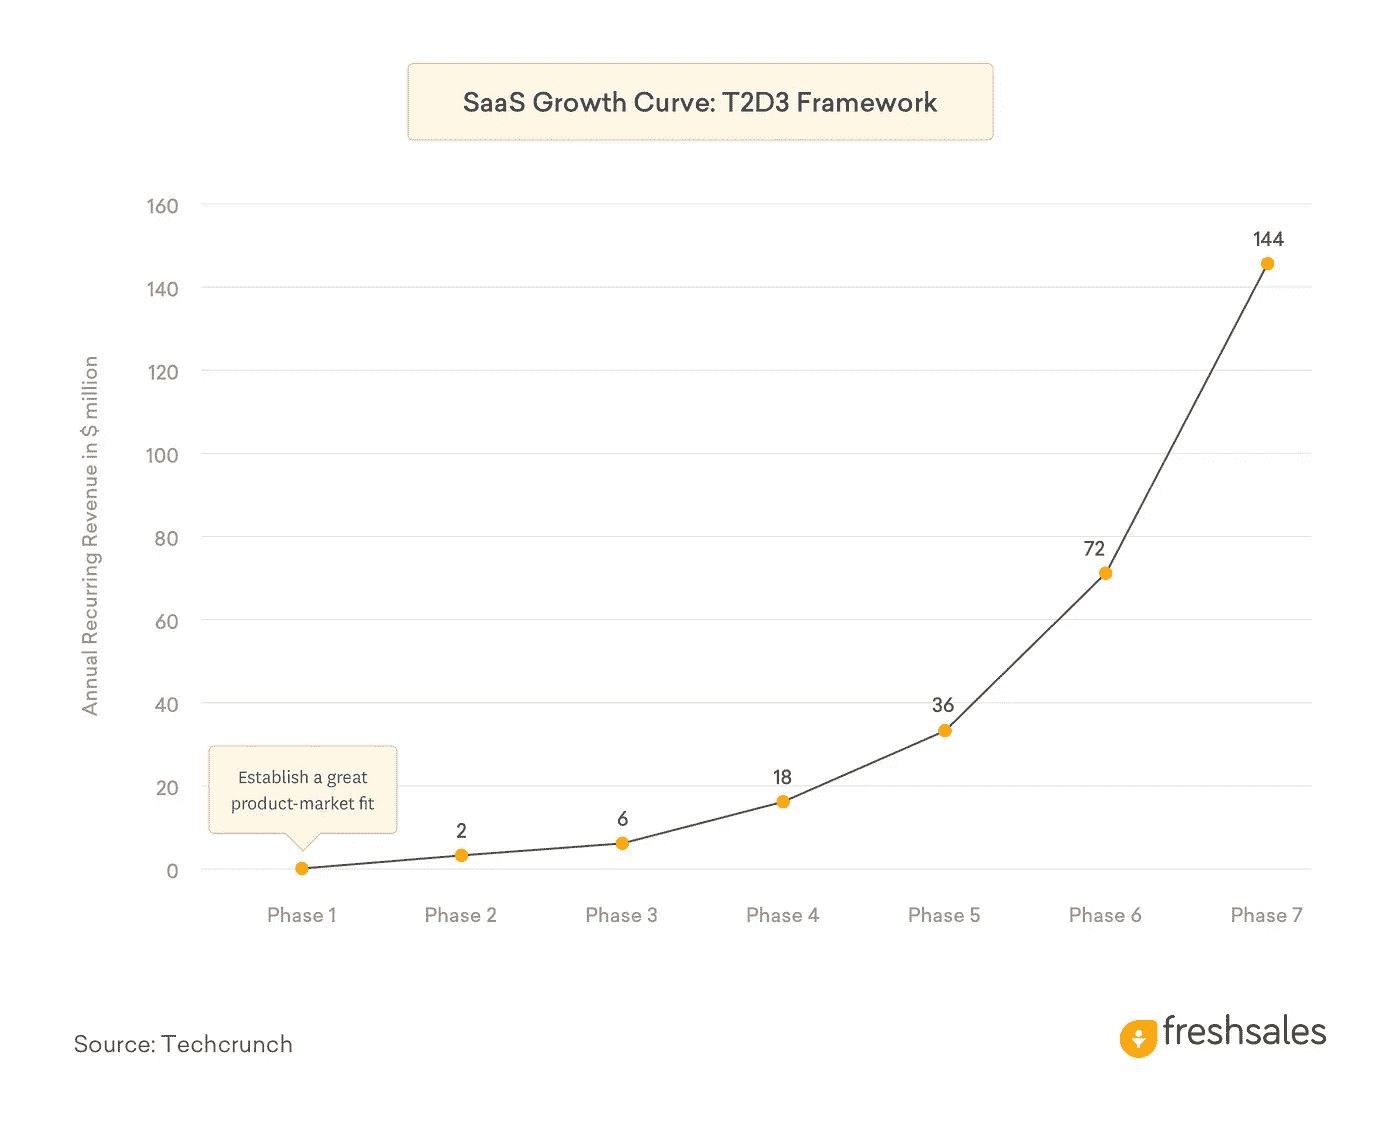 SaaS Growth Curve: T2D3 Framework
Annual Recurring Revenue in $ million
160
140
120
100
80
60
40
20
0
Establish a great
product-market fit
2
6
18
36
72
144
Phase 1
Phase 2
Phase 3
Phase 4
Phase 5
Phase 6
Phase 7
Source: Techcrunch
freshsales